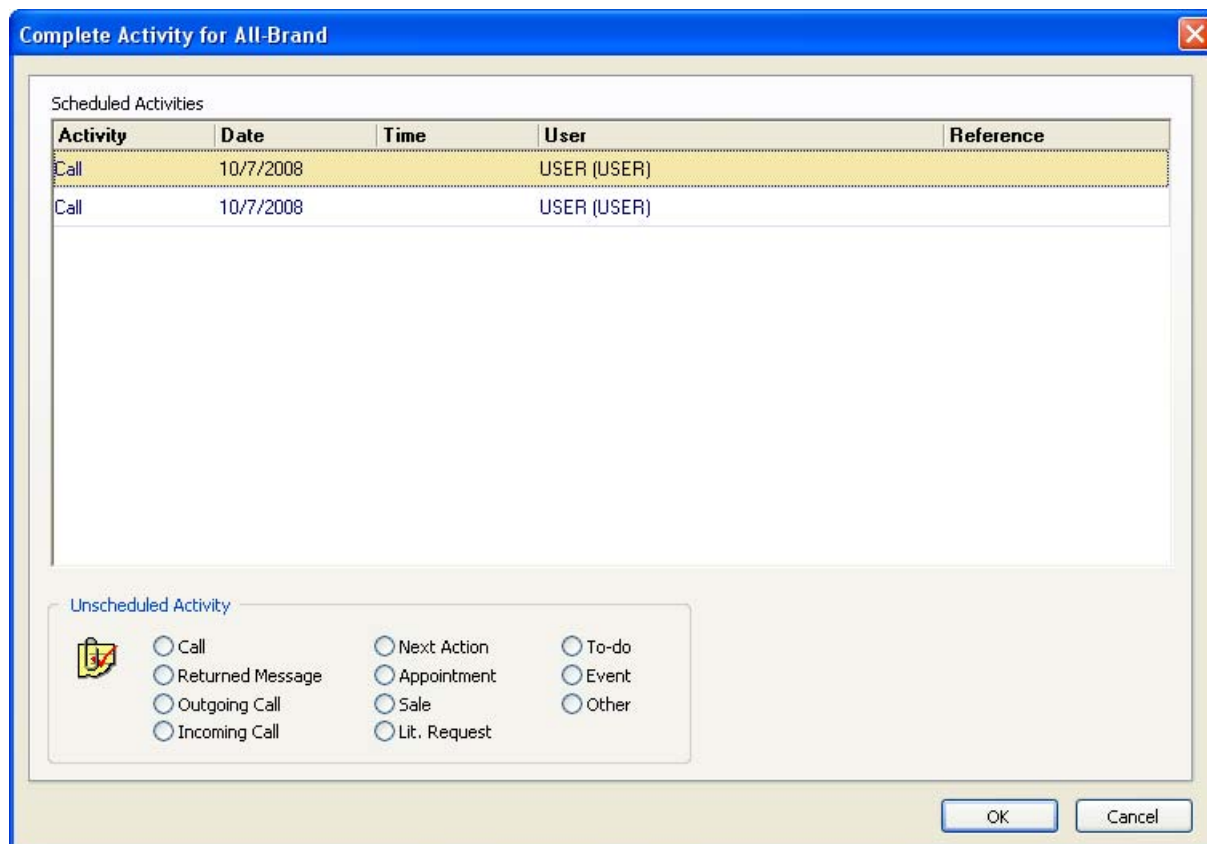 Complete Activity for All-Brand
Scheduled Activities
Activity Date Time User Reference
Call 10/7/2008 USER (USER)
Call 10/7/2008 USER (USER)
Unscheduled Activity
Call Next Action To-do
Returned Message Appointment Event
Outgoing Call Sale Other
Incoming Call Lit. Request
OK Cancel